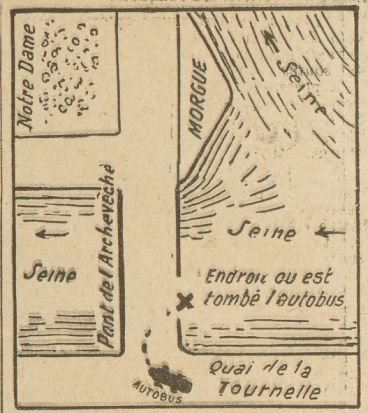 Notre Dame
MORGUE
Seine
Pont de l'Archevêché
Seine
Seine
Endroit ou est
tombé l'autobus
Quai de la
Tournelle
AUTOBUS